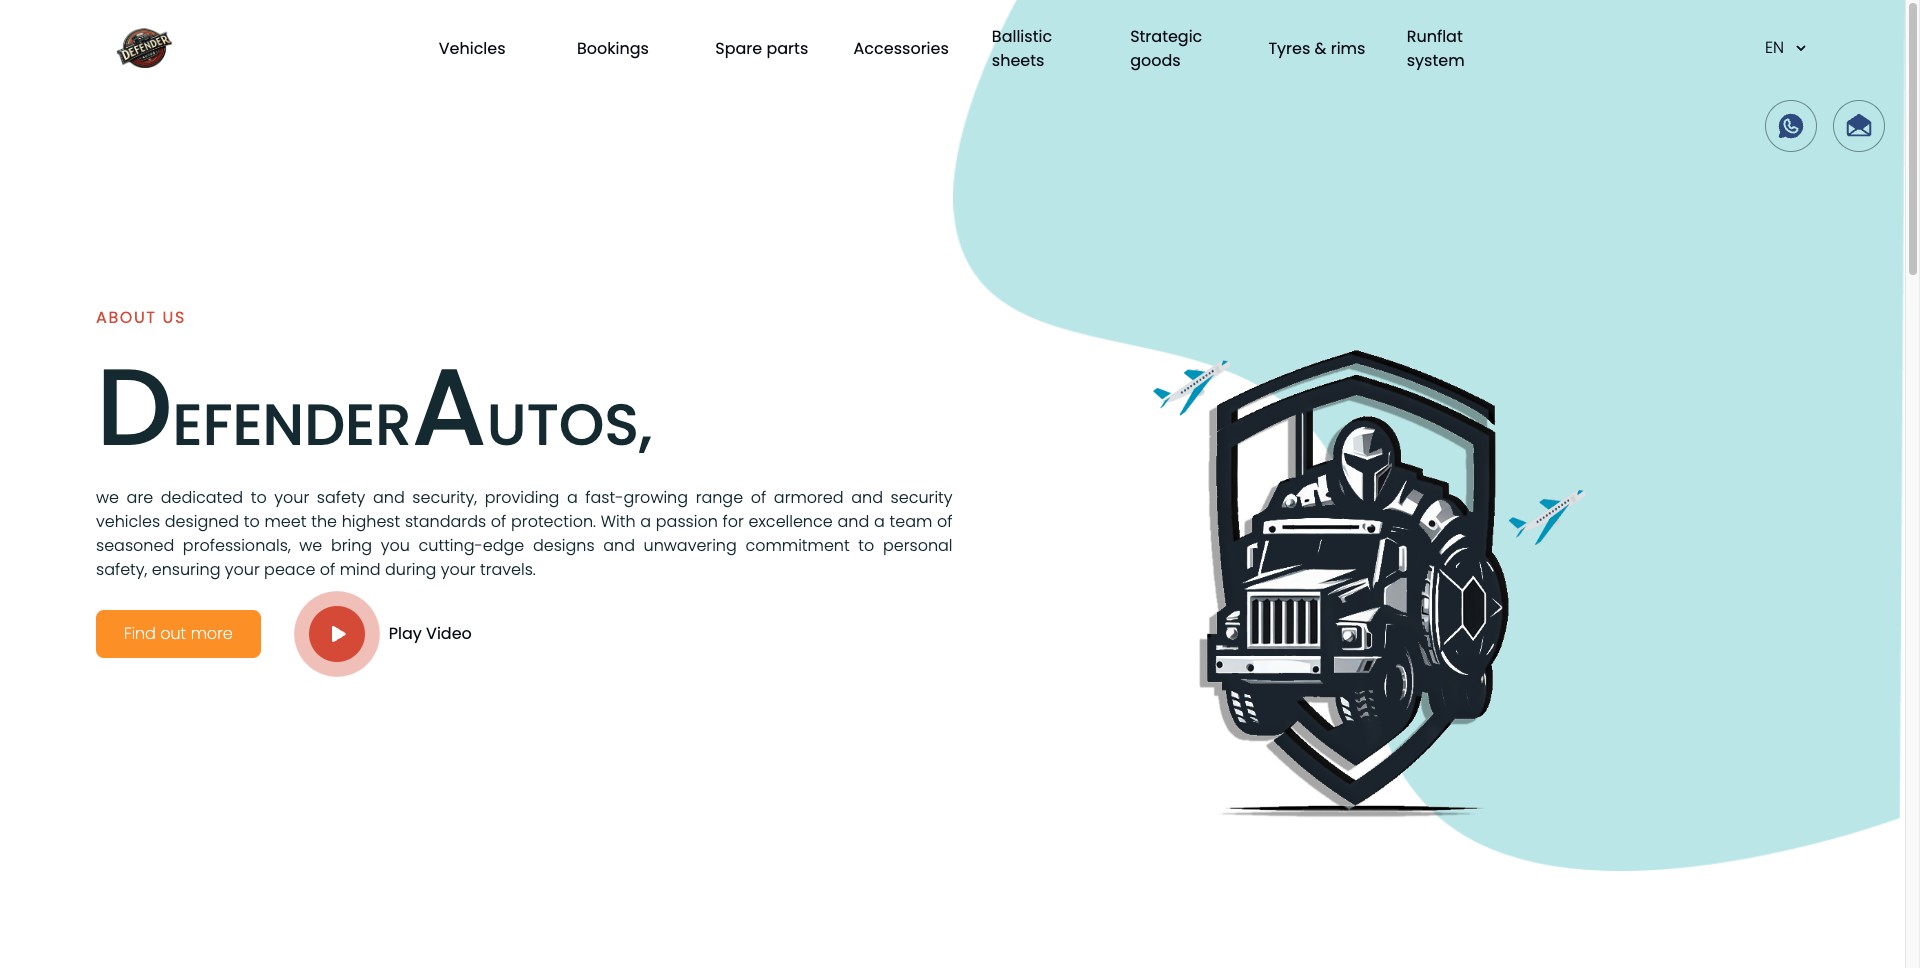 DEFENDER
Vehicles
Bookings
Spare parts
Accessories
Ballistic
sheets
Strategic
goods
Tyres & rims
Runflat
system
EN
ABOUT US
DEFENDERAUTOS,
we are dedicated to your safety and security, providing a fast-growing range of armored and security
vehicles designed to meet the highest standards of protection. With a passion for excellence and a team of
seasoned professionals, we bring you cutting-edge designs and unwavering commitment to personal
safety, ensuring your peace of mind during your travels.
Find out more
Play Video